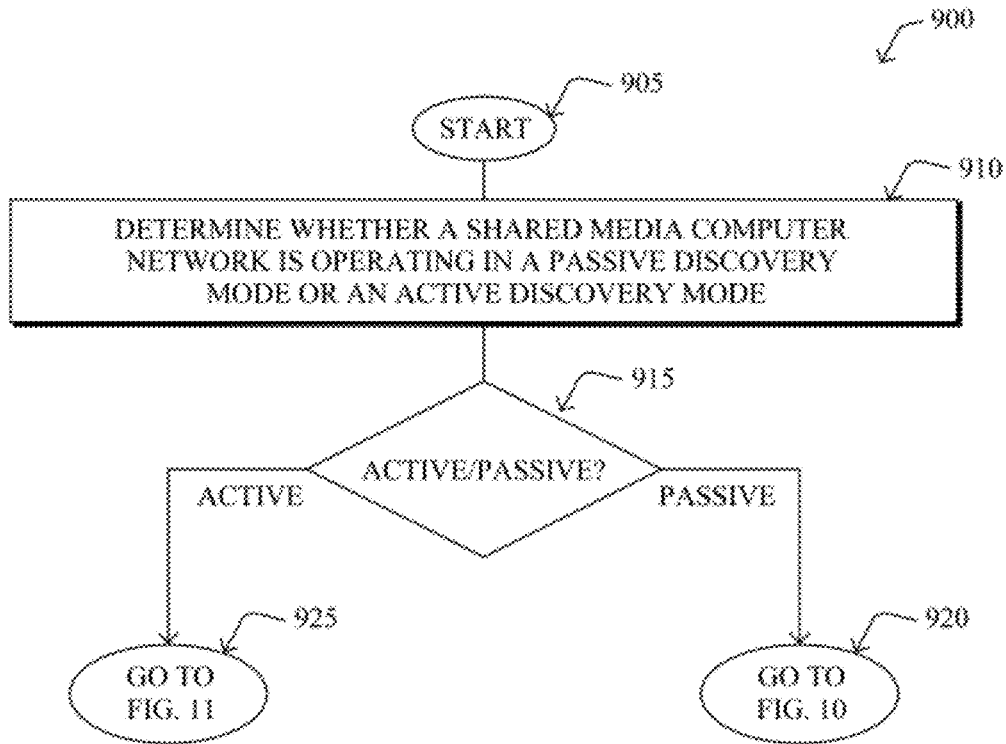 900
905
START
910
DETERMINE WHETHER A SHARED MEDIA COMPUTER
NETWORK IS OPERATING IN A PASSIVE DISCOVERY
MODE OR AN ACTIVE DISCOVERY MODE
915
ACTIVE/PASSIVE?
ACTIVE
PASSIVE
925
920
GO TO
FIG. 11
GO TO
FIG. 10